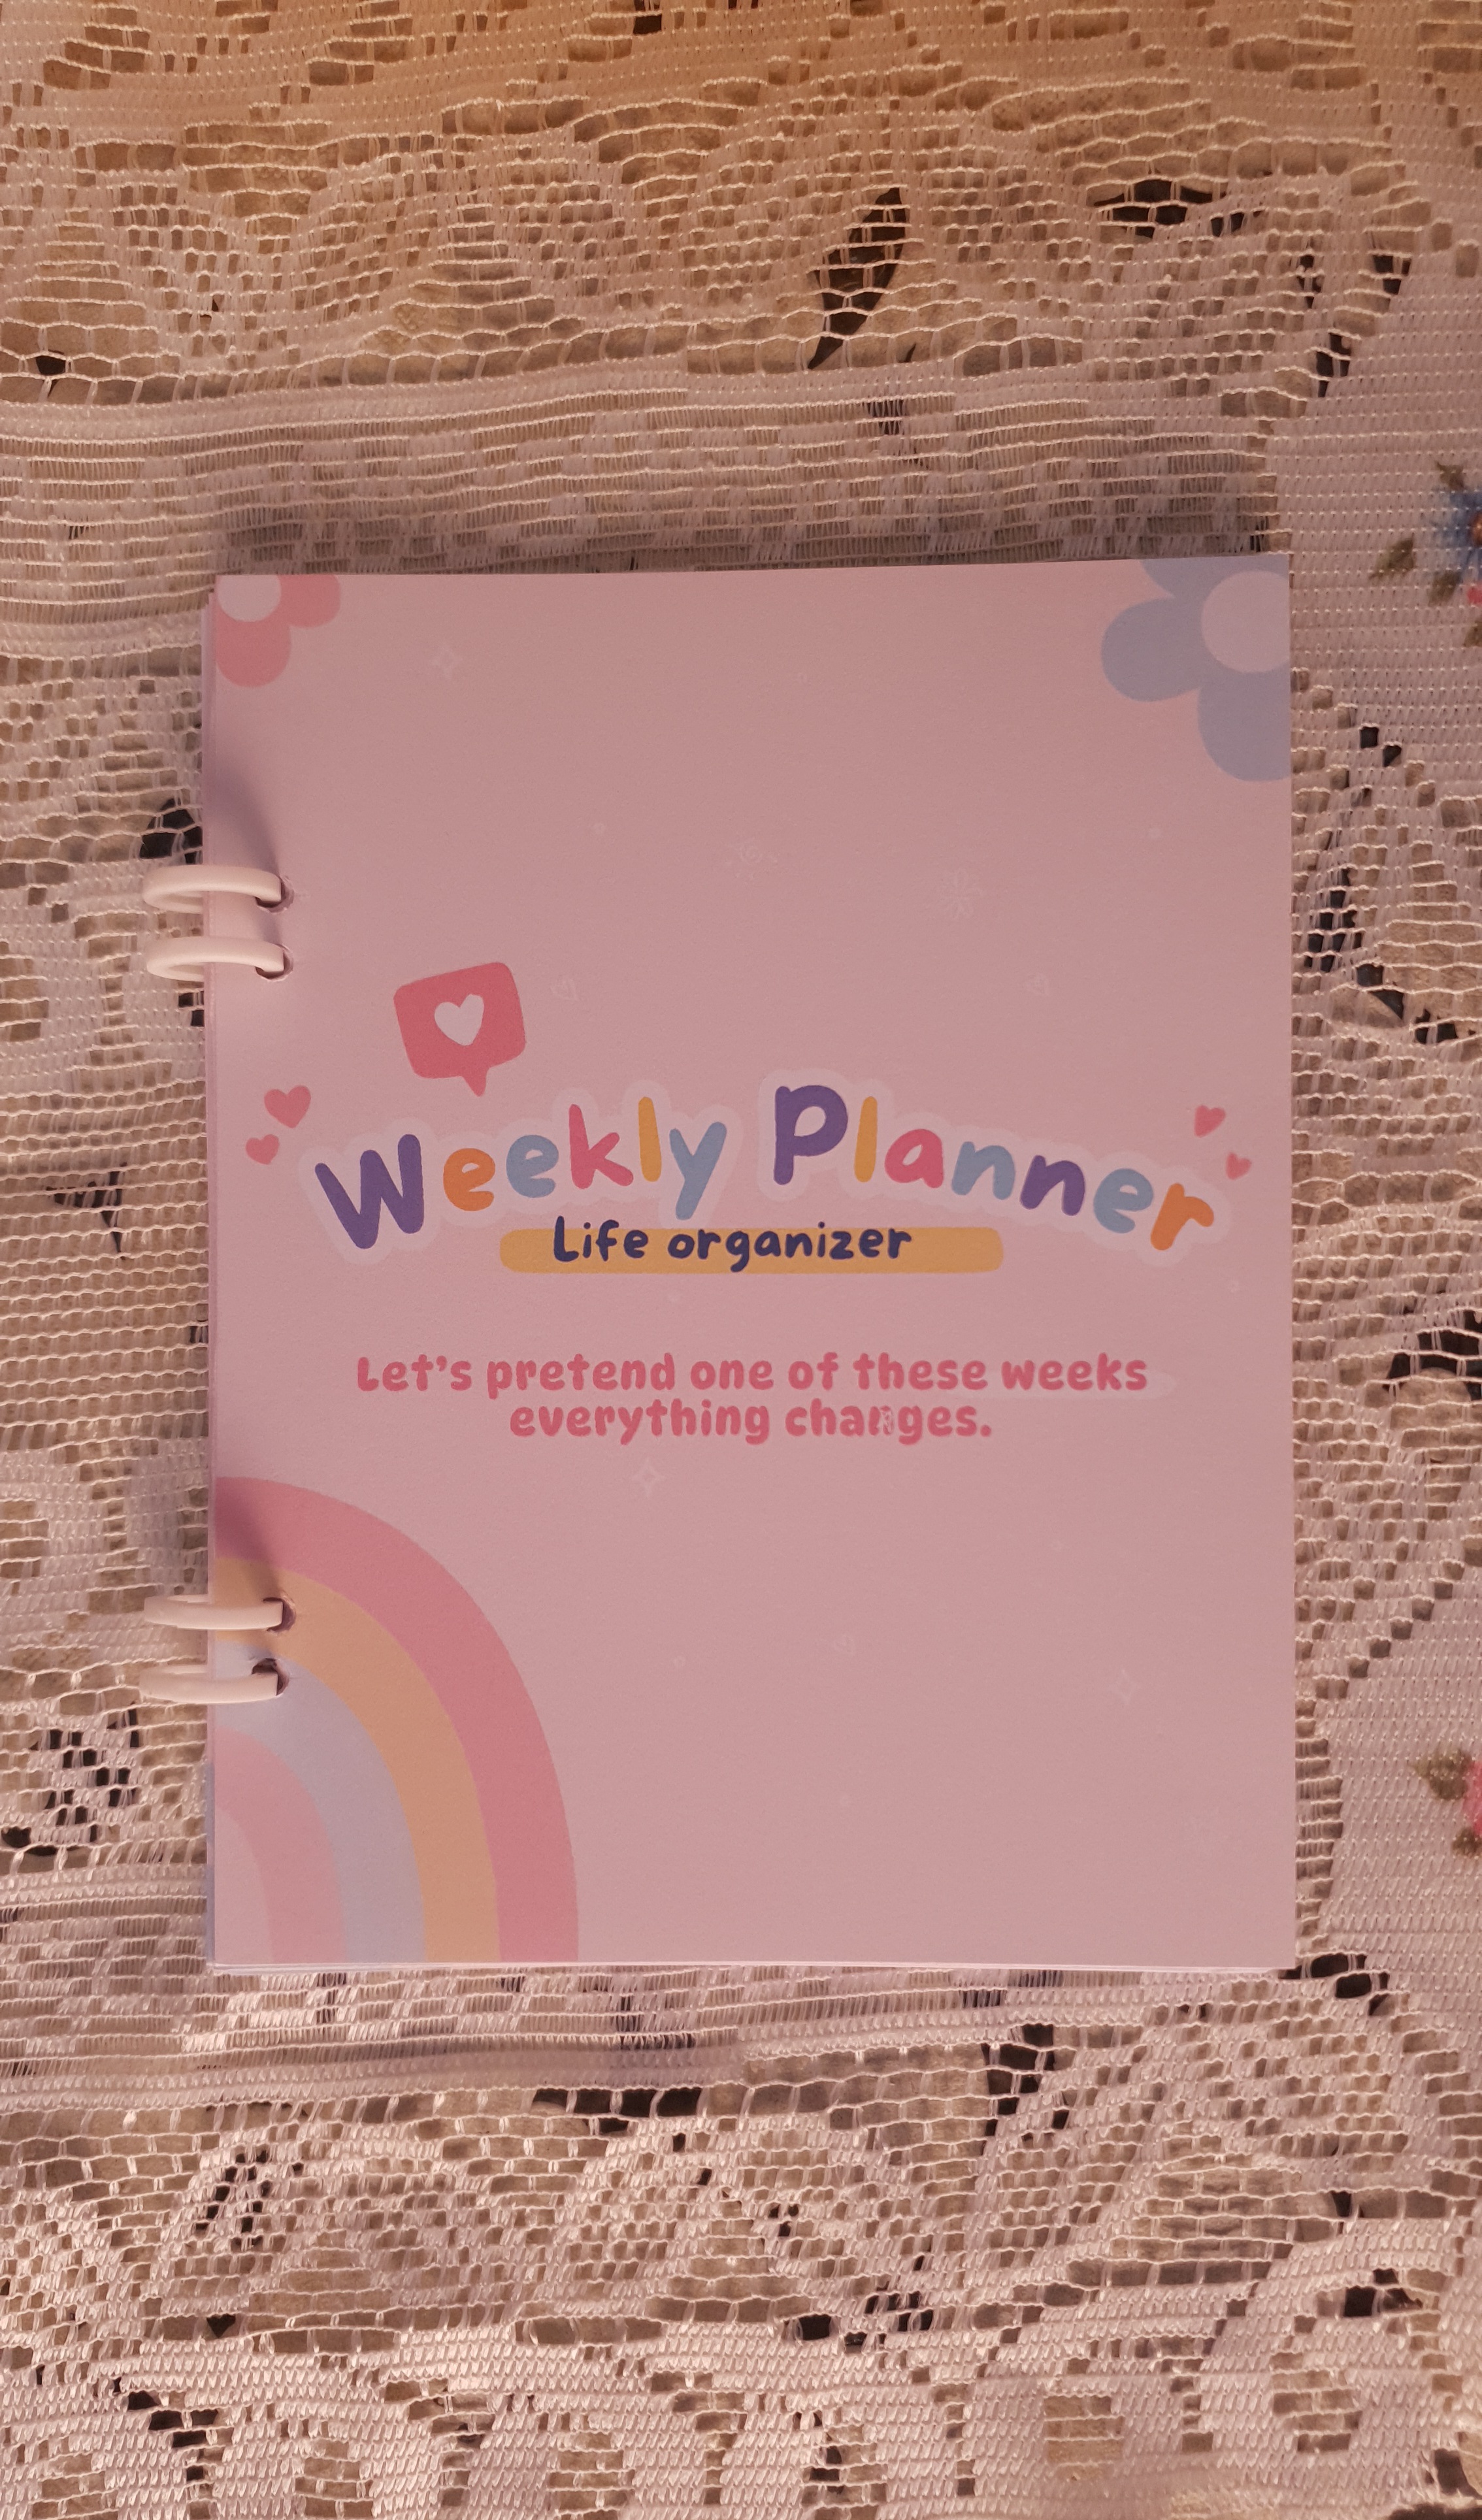 Weekly Planner
Life organizer
Let's pretend one of these weeks
everything changes.